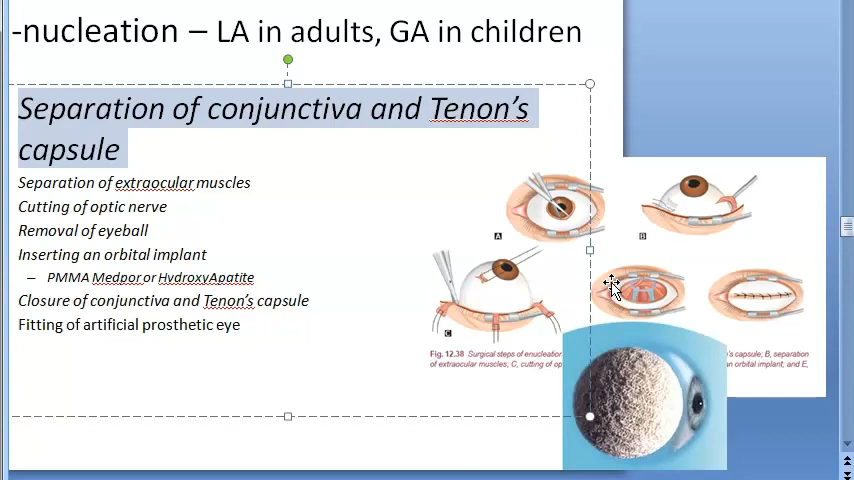 -nucleation – LA in adults, GA in children
Separation of conjunctiva and Tenon's
capsule
Separation of extraocular muscles
Cutting of optic nerve
Removal of eyeball
Inserting an orbital implant
– PMMA Medpor or HydroxyApatite
Closure of conjunctiva and Tenon's capsule
Fitting of artificial prosthetic eye
A
B
C
Fig. 12.38 Surgical steps of enucleation
's capsule; B, separation
of extraocular muscles; C, cutting of op
an orbital implant; and E,